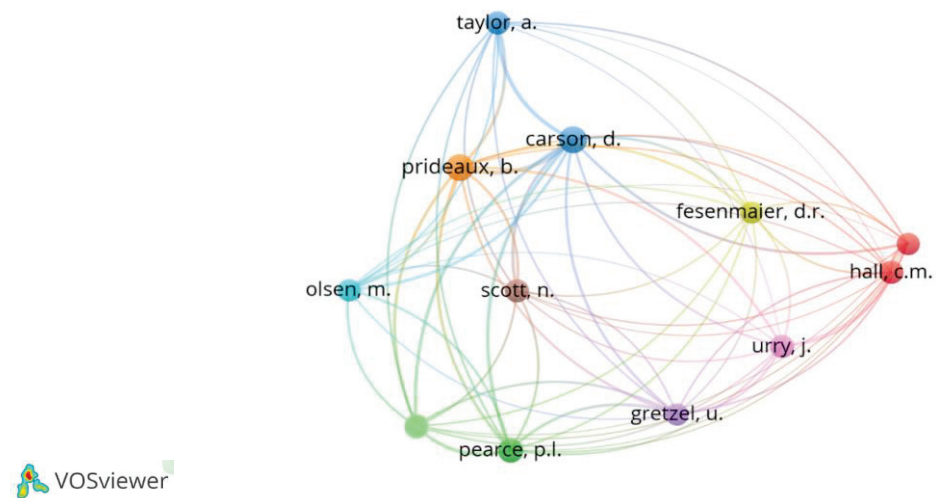 taylor, a.
carson, d.
prideaux, b.
fesenmaier, d.r.
hall, c.m.
olsen, m.
scott, n.
urry, j.
gretzel, u.
pearce, p.l.
VOSviewer